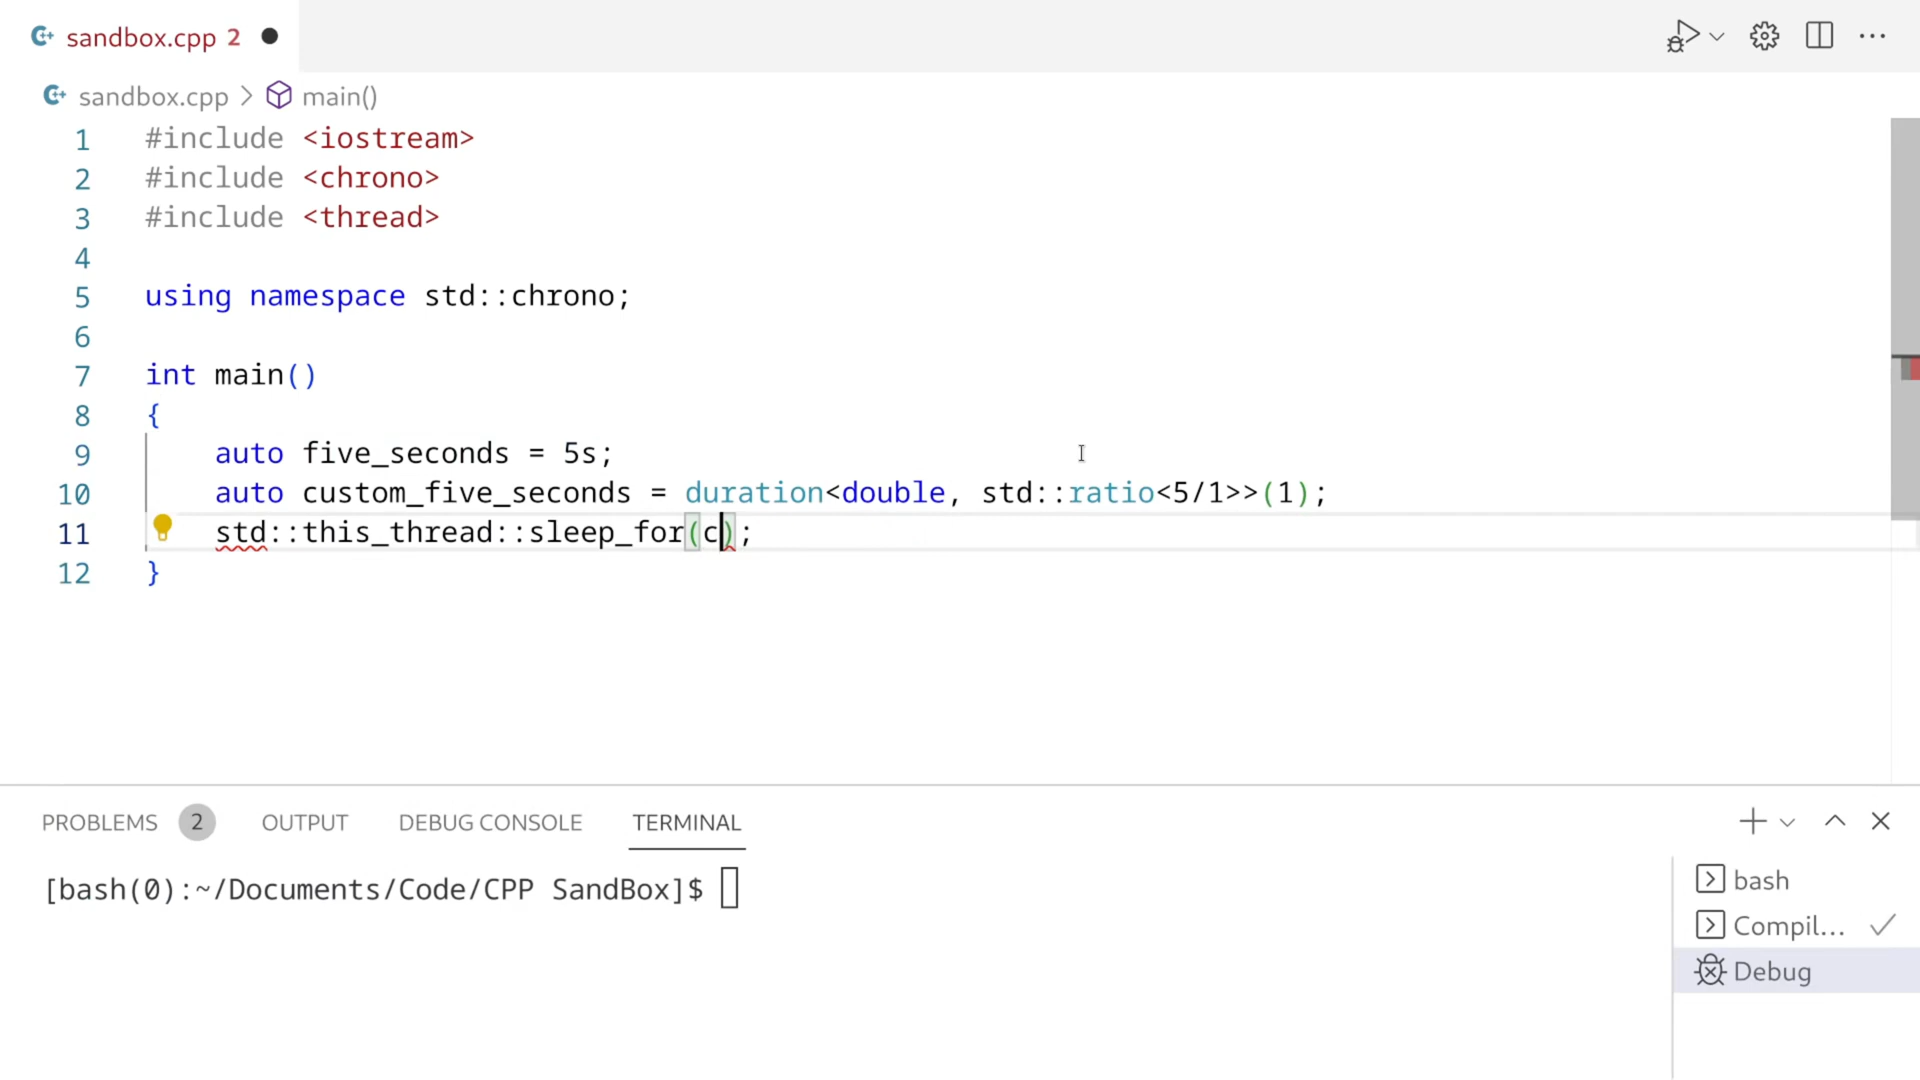 sandbox.cpp 2
sandbox.cpp > main()
1 #include <iostream>
2 #include <chrono>
3 #include <thread>
4
5 using namespace std::chrono;
6
7 int main()
8 {
9 auto five_seconds = 5s;
10 auto custom_five_seconds = duration<double, std::ratio<5/1>>(1);
11 std::this_thread::sleep_for(c);
12 }
PROBLEMS 2 OUTPUT DEBUG CONSOLE TERMINAL
[bash(0):~/Documents/Code/CPP SandBox]$
bash
Compil...
Debug